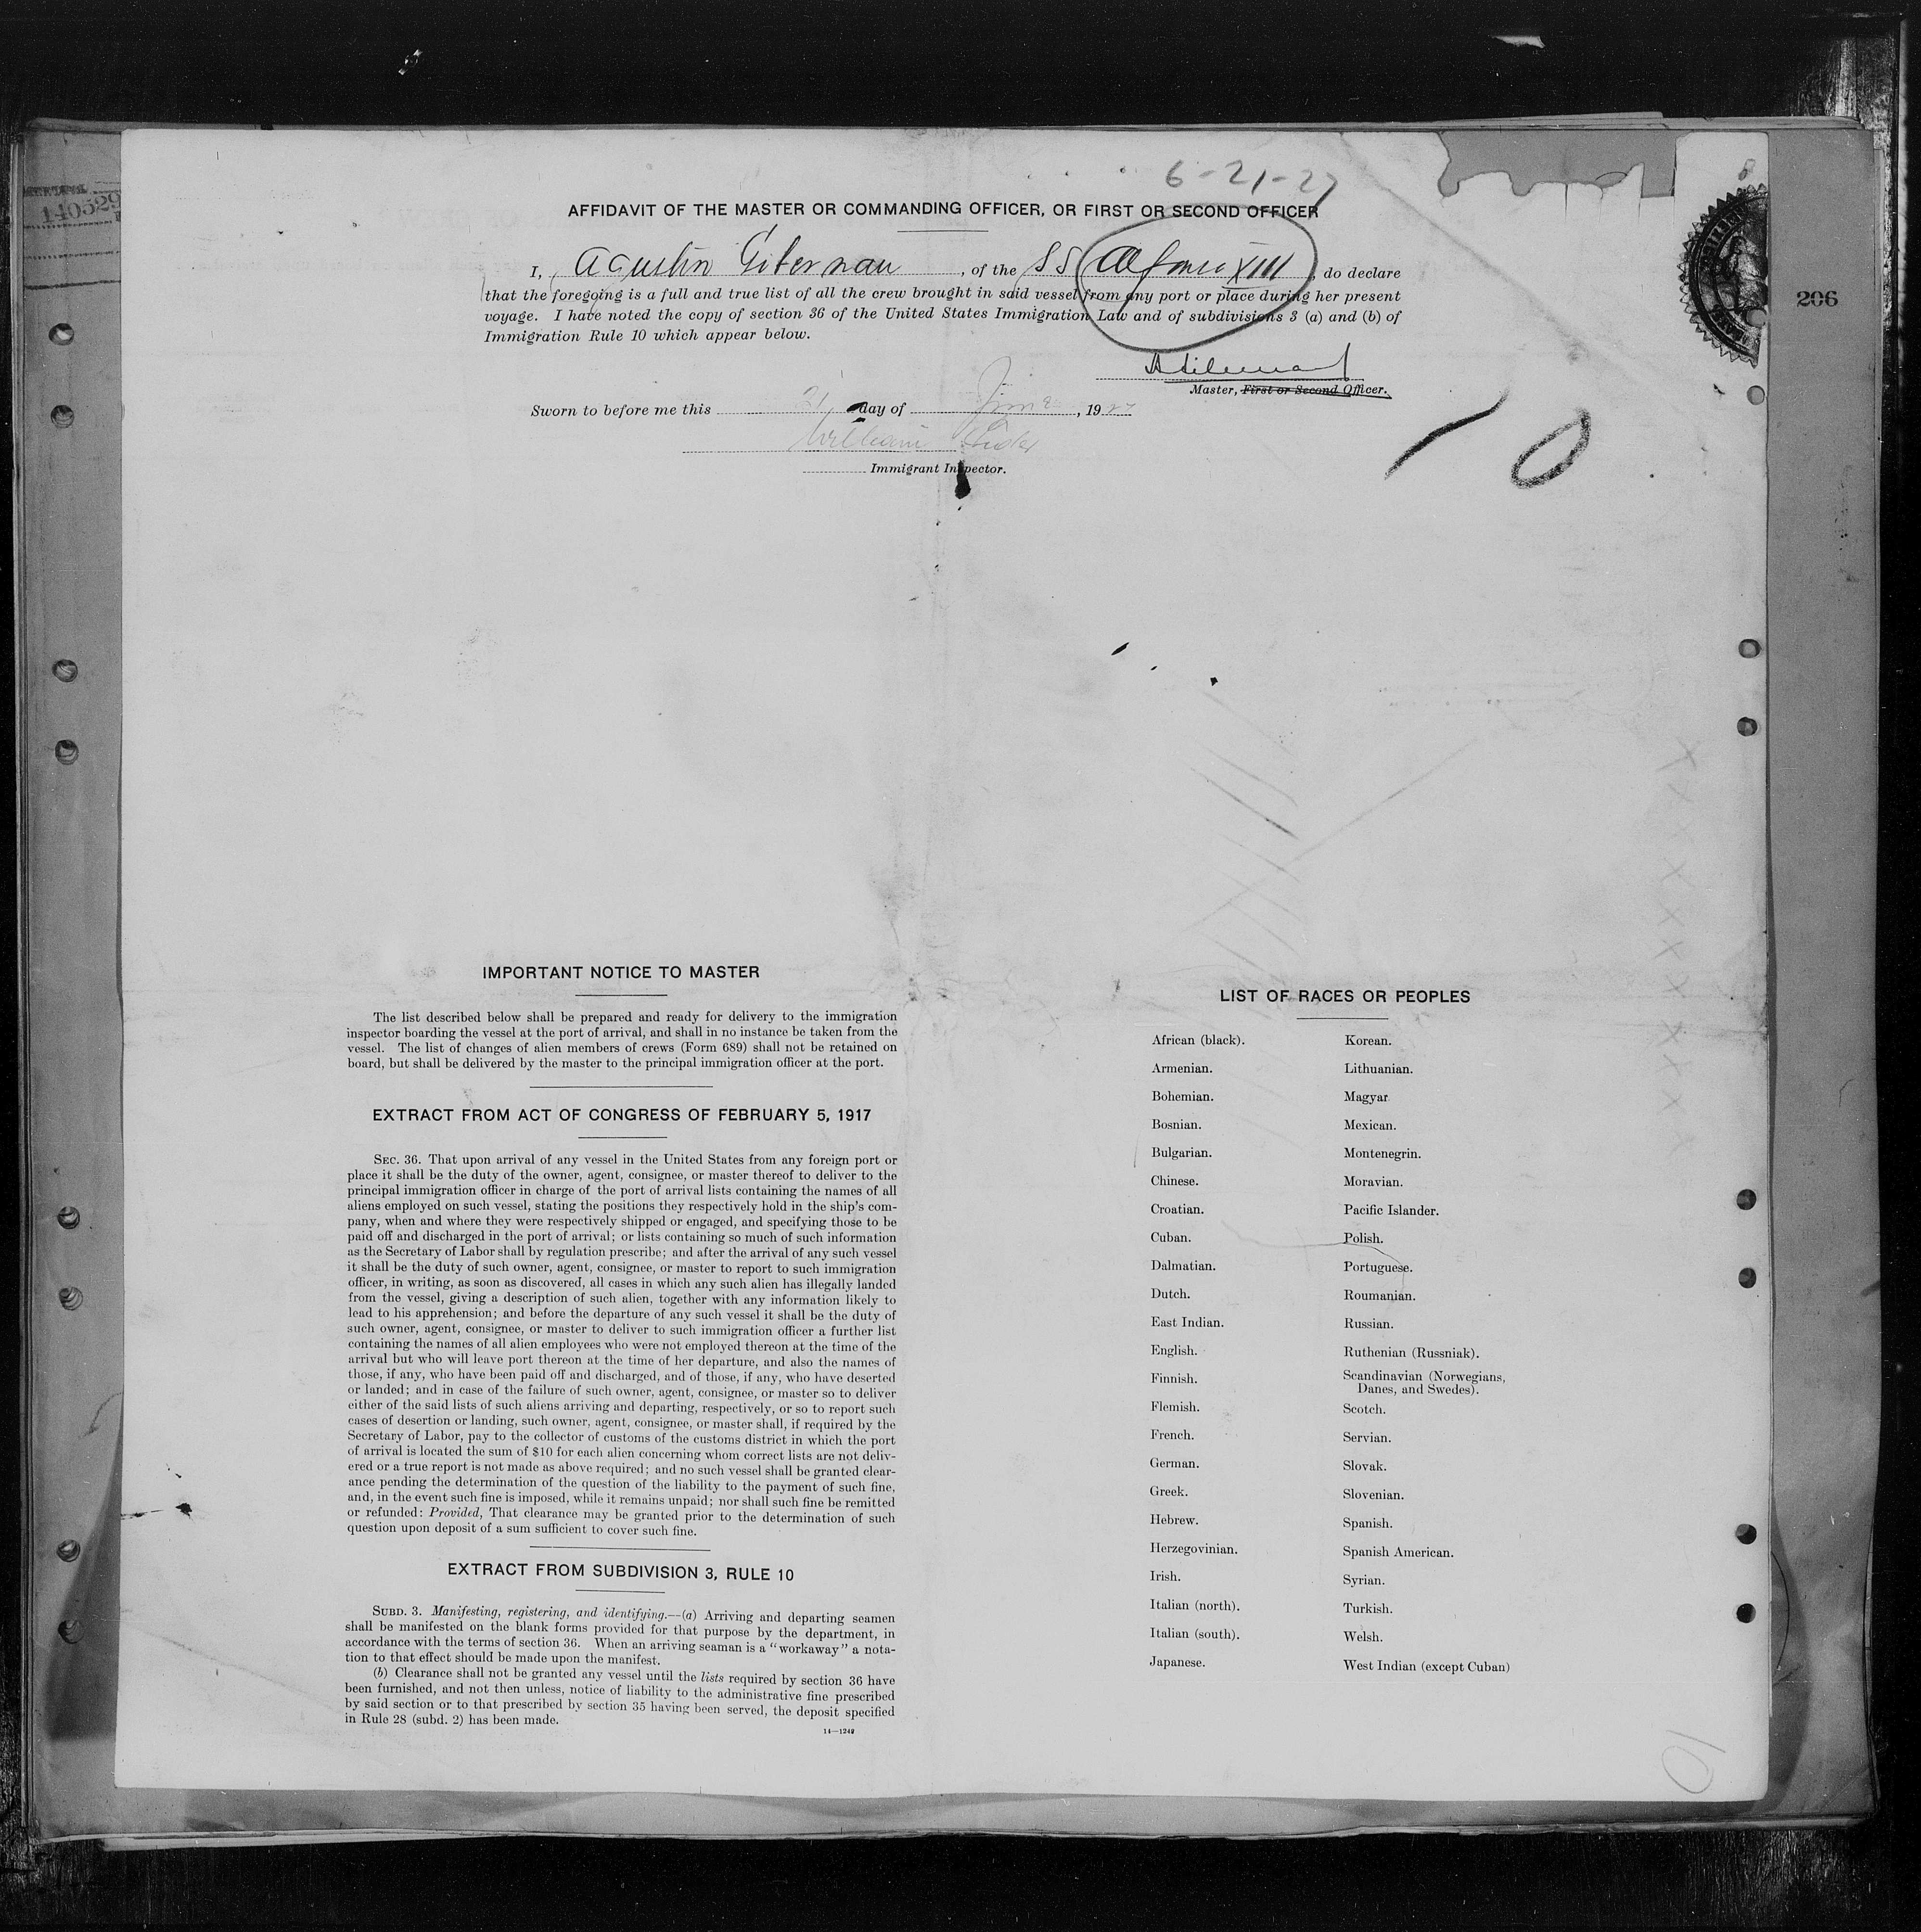 6-21-27
140529
206
AFFIDAVIT OF THE MASTER OR COMMANDING OFFICER, OR FIRST OR SECOND OFFICER
I, Agustin Gibernau, of the SS Alfonso XIII, do declare
that the foregoing is a full and true list of all the crew brought in said vessel from any port or place during her present
voyage. I have noted the copy of section 36 of the United States Immigration Law and of subdivisions 3 (a) and (b) of
Immigration Rule 10 which appear below.
Master, First or Second Officer.
Sworn to before me this 21 day of June, 1927
William
Immigrant Inspector.
10
IMPORTANT NOTICE TO MASTER
The list described below shall be prepared and ready for delivery to the immigration
inspector boarding the vessel at the port of arrival, and shall in no instance be taken from the
vessel. The list of changes of alien members of crews (Form 689) shall not be retained on
board, but shall be delivered by the master to the principal immigration officer at the port.
EXTRACT FROM ACT OF CONGRESS OF FEBRUARY 5, 1917
SEC. 36. That upon arrival of any vessel in the United States from any foreign port or
place it shall be the duty of the owner, agent, consignee, or master thereof to deliver to the
principal immigration officer in charge of the port of arrival lists containing the names of all
aliens employed on such vessel, stating the positions they respectively hold in the ship's com-
pany, when and where they were respectively shipped or engaged, and specifying those to be
paid off and discharged in the port of arrival; or lists containing so much of such information
as the Secretary of Labor shall by regulation prescribe; and after the arrival of any such vessel
it shall be the duty of such owner, agent, consignee, or master to report to such immigration
officer, in writing, as soon as discovered, all cases in which any such alien has illegally landed
from the vessel, giving a description of such alien, together with any information likely to
lead to his apprehension; and before the departure of any such vessel it shall be the duty of
such owner, agent, consignee, or master to deliver to such immigration officer a further list
containing the names of all alien employees who were not employed thereon at the time of the
arrival but who will leave port thereon at the time of her departure, and also the names of
those, if any, who have been paid off and discharged, and of those, if any, who have deserted
or landed; and in case of the failure of such owner, agent, consignee, or master so to deliver
either of the said lists of such aliens arriving and departing, respectively, or so to report such
cases of desertion or landing, such owner, agent, consignee, or master shall, if required by the
Secretary of Labor, pay to the collector of customs of the customs district in which the port
of arrival is located the sum of $10 for each alien concerning whom correct lists are not deliv-
ered or a true report is not made as above required; and no such vessel shall be granted clear-
ance pending the determination of the question of the liability to the payment of such fine,
and, in the event such fine is imposed, while it remains unpaid; nor shall such fine be remitted
or refunded: Provided, That clearance may be granted prior to the determination of such
question upon deposit of a sum sufficient to cover such fine.
EXTRACT FROM SUBDIVISION 3, RULE 10
SUBD. 3. Manifesting, registering, and identifying.—(a) Arriving and departing seamen
shall be manifested on the blank forms provided for that purpose by the department, in
accordance with the terms of section 36. When an arriving seaman is a "workaway" a nota-
tion to that effect should be made upon the manifest.
(b) Clearance shall not be granted any vessel until the lists required by section 36 have
been furnished, and not then unless, notice of liability to the administrative fine prescribed
by said section or to that prescribed by section 35 having been served, the deposit specified
in Rule 28 (subd. 2) has been made.
14—1249
LIST OF RACES OR PEOPLES
African (black).
Armenian.
Bohemian.
Bosnian.
Bulgarian.
Chinese.
Croatian.
Cuban.
Dalmatian.
Dutch.
East Indian.
English.
Finnish.
Flemish.
French.
German.
Greek.
Hebrew.
Herzegovinian.
Irish.
Italian (north).
Italian (south).
Japanese.
Korean.
Lithuanian.
Magyar
Mexican.
Montenegrin.
Moravian.
Pacific Islander.
Polish.
Portuguese.
Roumanian.
Russian.
Ruthenian (Russniak).
Scandinavian (Norwegians,
Danes, and Swedes).
Scotch.
Servian.
Slovak.
Slovenian.
Spanish.
Spanish American.
Syrian.
Turkish.
Welsh.
West Indian (except Cuban)
10